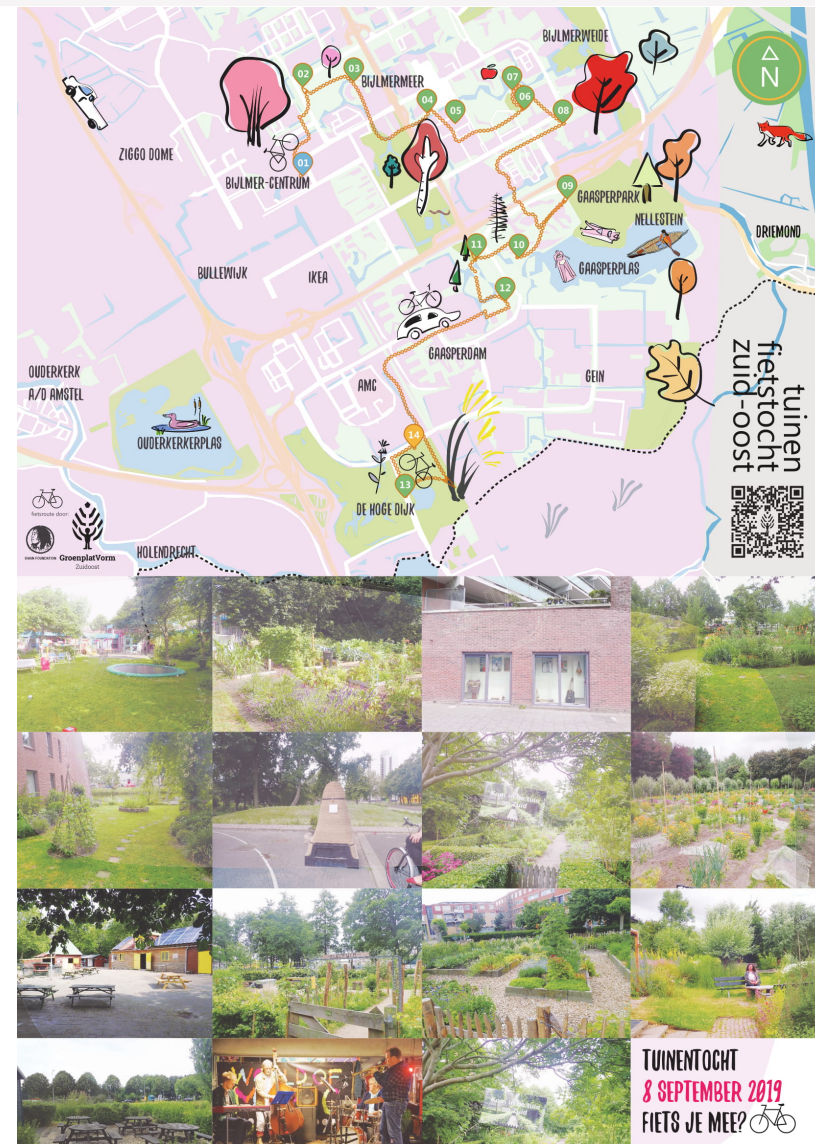 BIJLMERWEIDE
N
02
03
BIJLMERMEER
07
04
05
06
08
ZIGGO DOME
01
BIJLMER-CENTRUM
09
GAASPERPARK
NELLESTEIN
DRIEMOND
11
10
GAASPERPLAS
BULLEWIJK
IKEA
12
GAASPERDAM
OUDERKERK
A/D AMSTEL
AMC
GEIN
tuinen
fietstocht
zuid-oost
OUDERKERKERPLAS
14
13
DE HOGE DIJK
fietsroute door:
GroenplatVorm
Zuidoost
HOLENDRECHT
TUINENTOCHT
8 SEPTEMBER 2019
FIETS JE MEE?